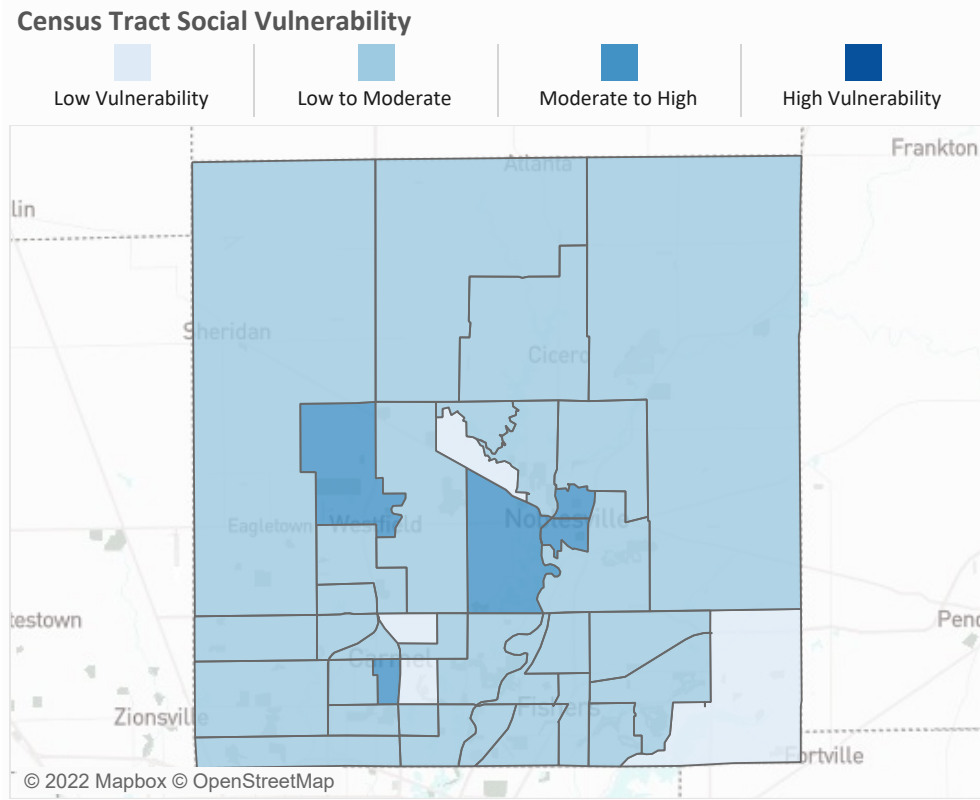 Census Tract Social Vulnerability
Low Vulnerability
Low to Moderate
Moderate to High
High Vulnerability
Atlanta
Frankton
lin
Sheridan
Cicero
Eagletown
Westfield
Noblesville
testown
Pend
Carmel
Zionsville
Fishers
Fortville
© 2022 Mapbox © OpenStreetMap